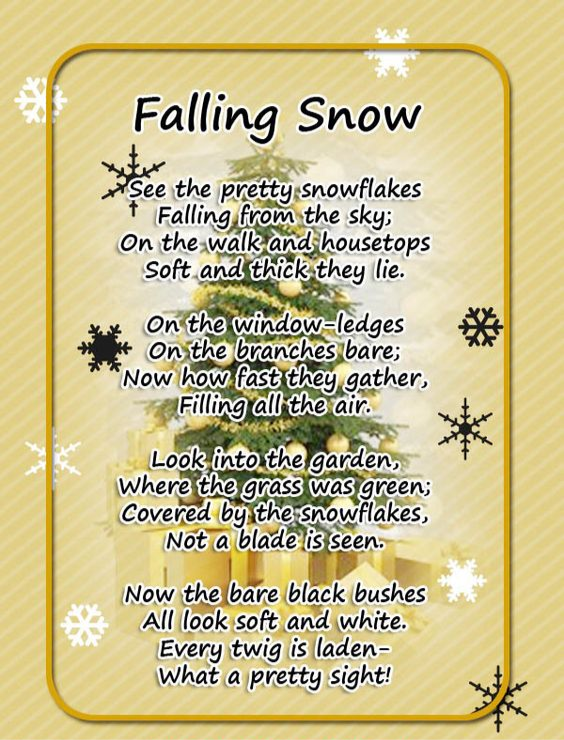 Falling Snow
See the pretty snowflakes
Falling from the sky;
On the walk and housetops
Soft and thick they lie.
On the window-ledges
On the branches bare;
Now how fast they gather,
Filling all the air.
Look into the garden,
Where the grass was green;
Covered by the snowflakes,
Not a blade is seen.
Now the bare black bushes
All look soft and white.
Every twig is laden-
What a pretty sight!